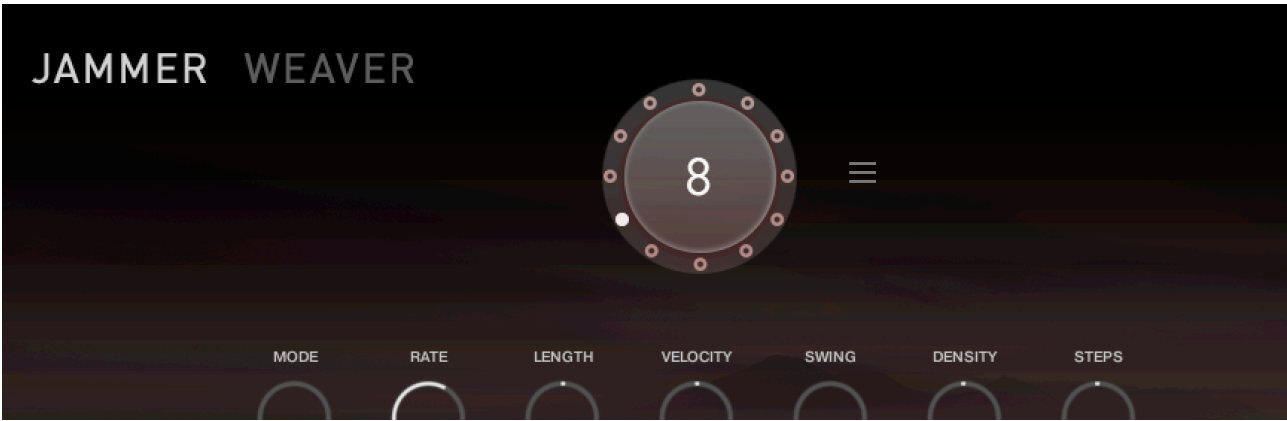 JAMMER WEAVER
8
MODE RATE LENGTH VELOCITY SWING DENSITY STEPS